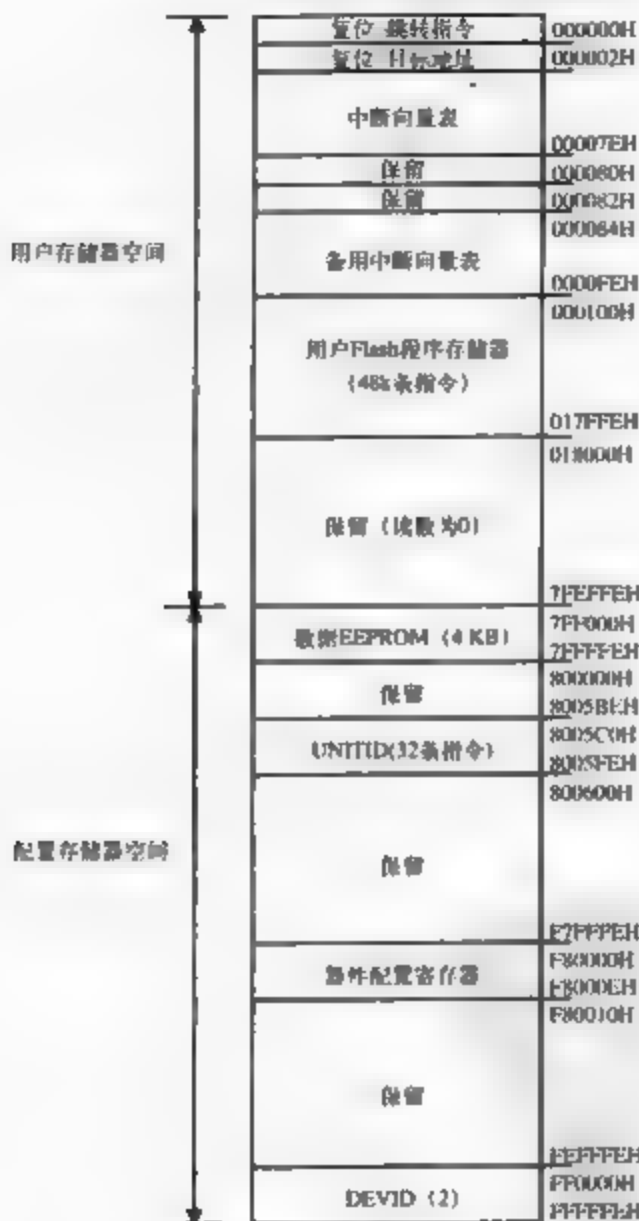 复位 跳转指令
000000H
复位 目标地址
000002H
中断向量表
00007EH
保留
000080H
保留
000082H
000084H
用户存储器空间
备用中断向量表
0000FEH
000100H
用户Flash程序存储器
(48k条指令)
017FFEH
018000H
保留 (读数为0)
7FEFFEH
数据EEPROM (4 KB)
7FF000H
7FFFFEH
保留
800000H
8005BEH
UNITID(32条指令)
8005C0H
8005FEH
800600H
配置存储器空间
保留
F7FFFEH
器件配置寄存器
F80000H
F8000EH
F80010H
保留
FEFFFEH
DEVID (2)
FF0000H
FFFFFEH